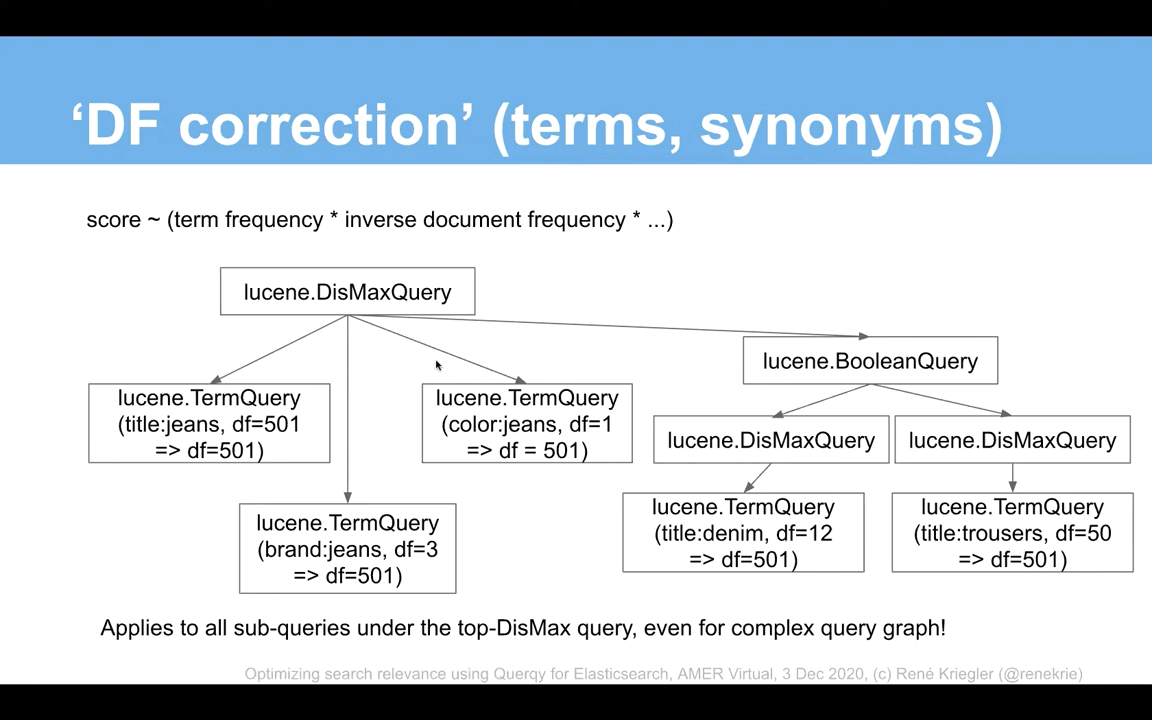 ‘DF correction’ (terms, synonyms)
score ~ (term frequency * inverse document frequency * ...)
lucene.DisMaxQuery
lucene.BooleanQuery
lucene.TermQuery
(title:jeans, df=501
=> df=501)
lucene.TermQuery
(color:jeans, df=1
=> df = 501)
lucene.DisMaxQuery
lucene.DisMaxQuery
lucene.TermQuery
(brand:jeans, df=3
=> df=501)
lucene.TermQuery
(title:denim, df=12
=> df=501)
lucene.TermQuery
(title:trousers, df=50
=> df=501)
Applies to all sub-queries under the top-DisMax query, even for complex query graph!
Optimizing search relevance using Querqy for Elasticsearch, AMER Virtual, 3 Dec 2020, (c) René Kriegler (@renekrie)